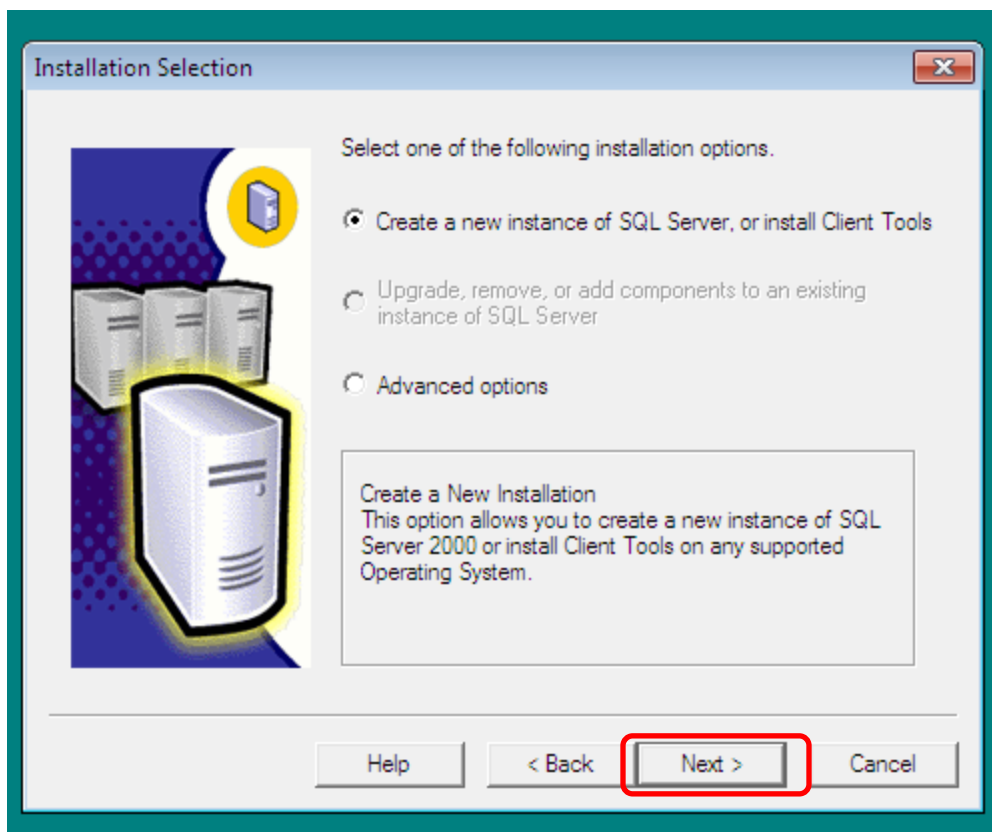 Installation Selection
Select one of the following installation options.
Create a new instance of SQL Server, or install Client Tools
Upgrade, remove, or add components to an existing
instance of SQL Server
Advanced options
Create a New Installation
This option allows you to create a new instance of SQL
Server 2000 or install Client Tools on any supported
Operating System.
Help
< Back
Next >
Cancel